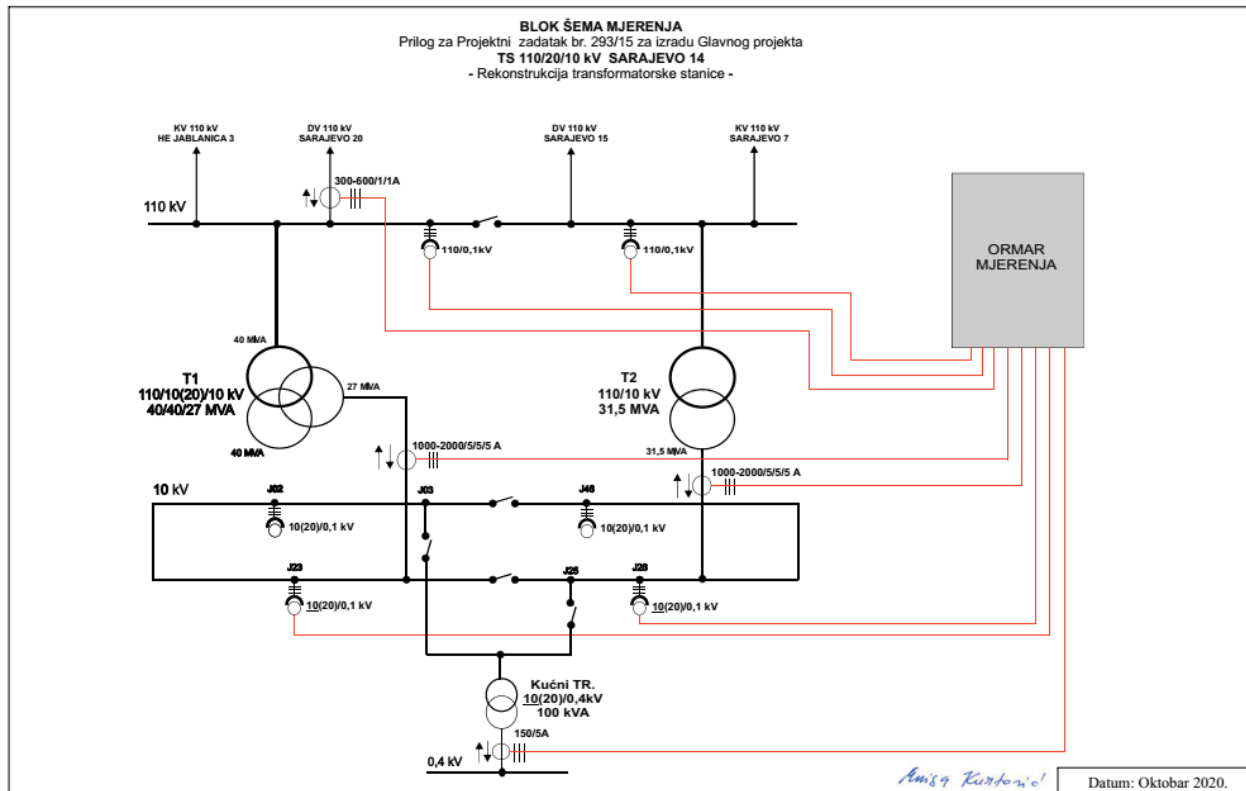 BLOK ŠEMA MJERENJA
Prilog za Projektni zadatak br. 293/15 za izradu Glavnog projekta
TS 110/20/10 kV SARAJEVO 14
- Rekonstrukcija transformatorske stanice -
KV 110 kV
HE JABLANICA 3
DV 110 kV
SARAJEVO 20
DV 110 kV
SARAJEVO 15
KV 110 kV
SARAJEVO 7
300-600/1/1A
110 kV
110/0,1kV
110/0,1kV
ORMAR
MJERENJA
40 MVA
T1
110/10(20)/10 kV
40/40/27 MVA
27 MVA
40 MVA
T2
110/10 kV
31,5 MVA
31,5 MVA
1000-2000/5/5/5 A
1000-2000/5/5/5 A
10 kV
J02
J03
J46
10(20)/0,1 kV
10(20)/0,1 kV
J23
J25
J26
10(20)/0,1 kV
10(20)/0,1 kV
Kućni TR.
10(20)/0,4kV
100 kVA
150/5A
0,4 kV
Datum: Oktobar 2020.